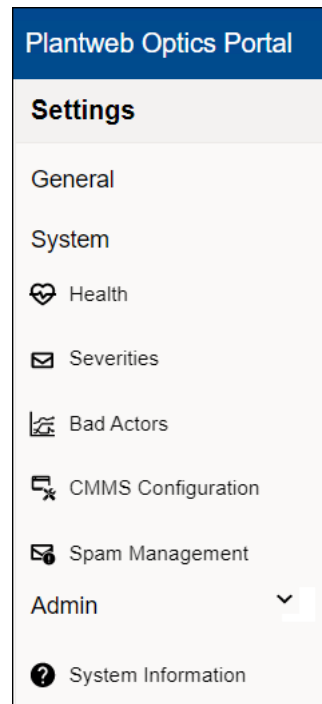 Plantweb Optics Portal
Settings
General
System
Health
Severities
Bad Actors
CMMS Configuration
Spam Management
Admin
System Information